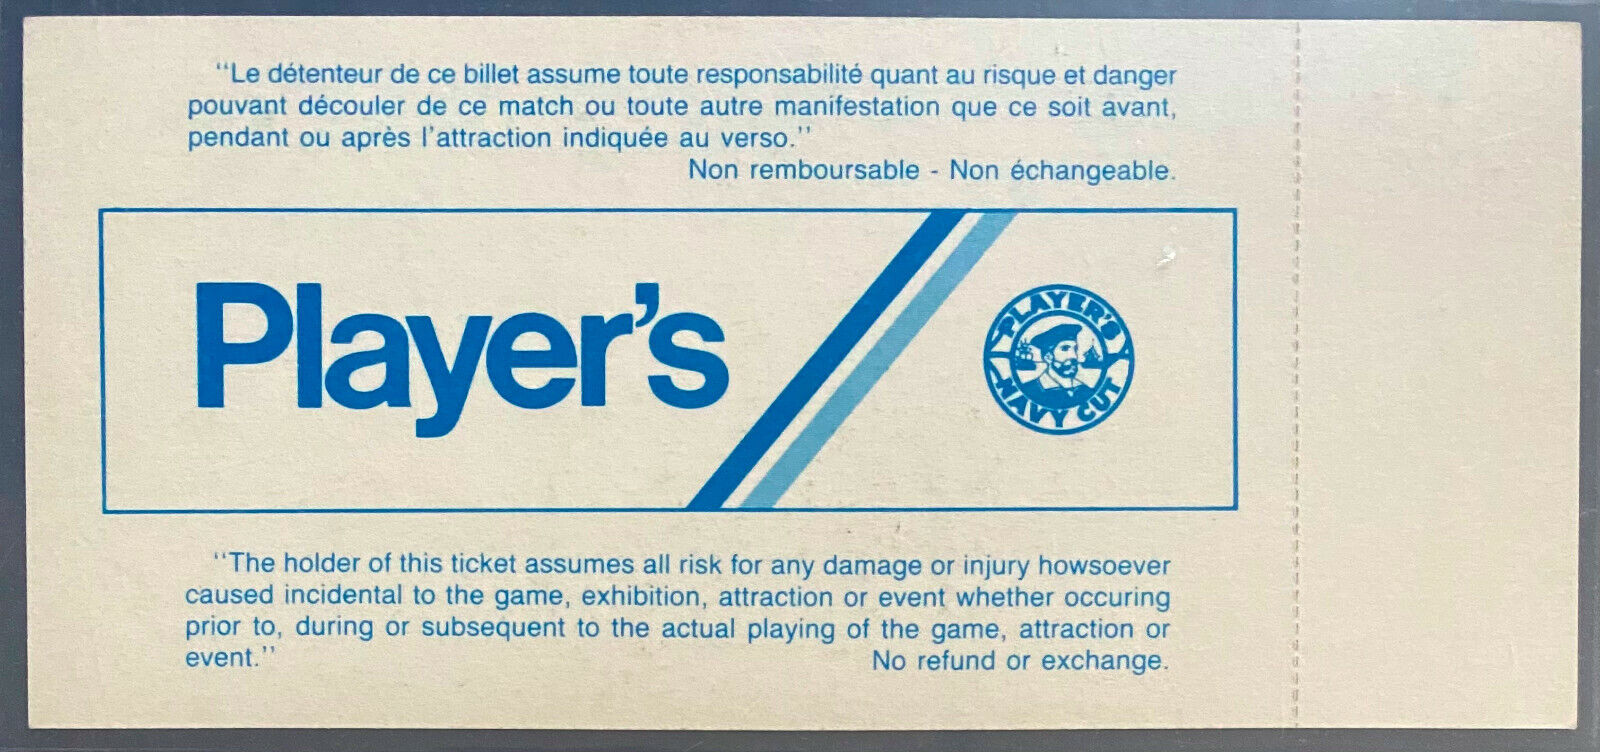 "Le détenteur de ce billet assume toute responsabilité quant au risque et danger
pouvant découler de ce match ou toute autre manifestation que ce soit avant,
pendant ou après l'attraction indiquée au verso."
Non remboursable - Non échangeable.
Player's
PLAYER'S
NAVY CUT
"The holder of this ticket assumes all risk for any damage or injury howsoever
caused incidental to the game, exhibition, attraction or event whether occuring
prior to, during or subsequent to the actual playing of the game, attraction or
event." No refund or exchange.